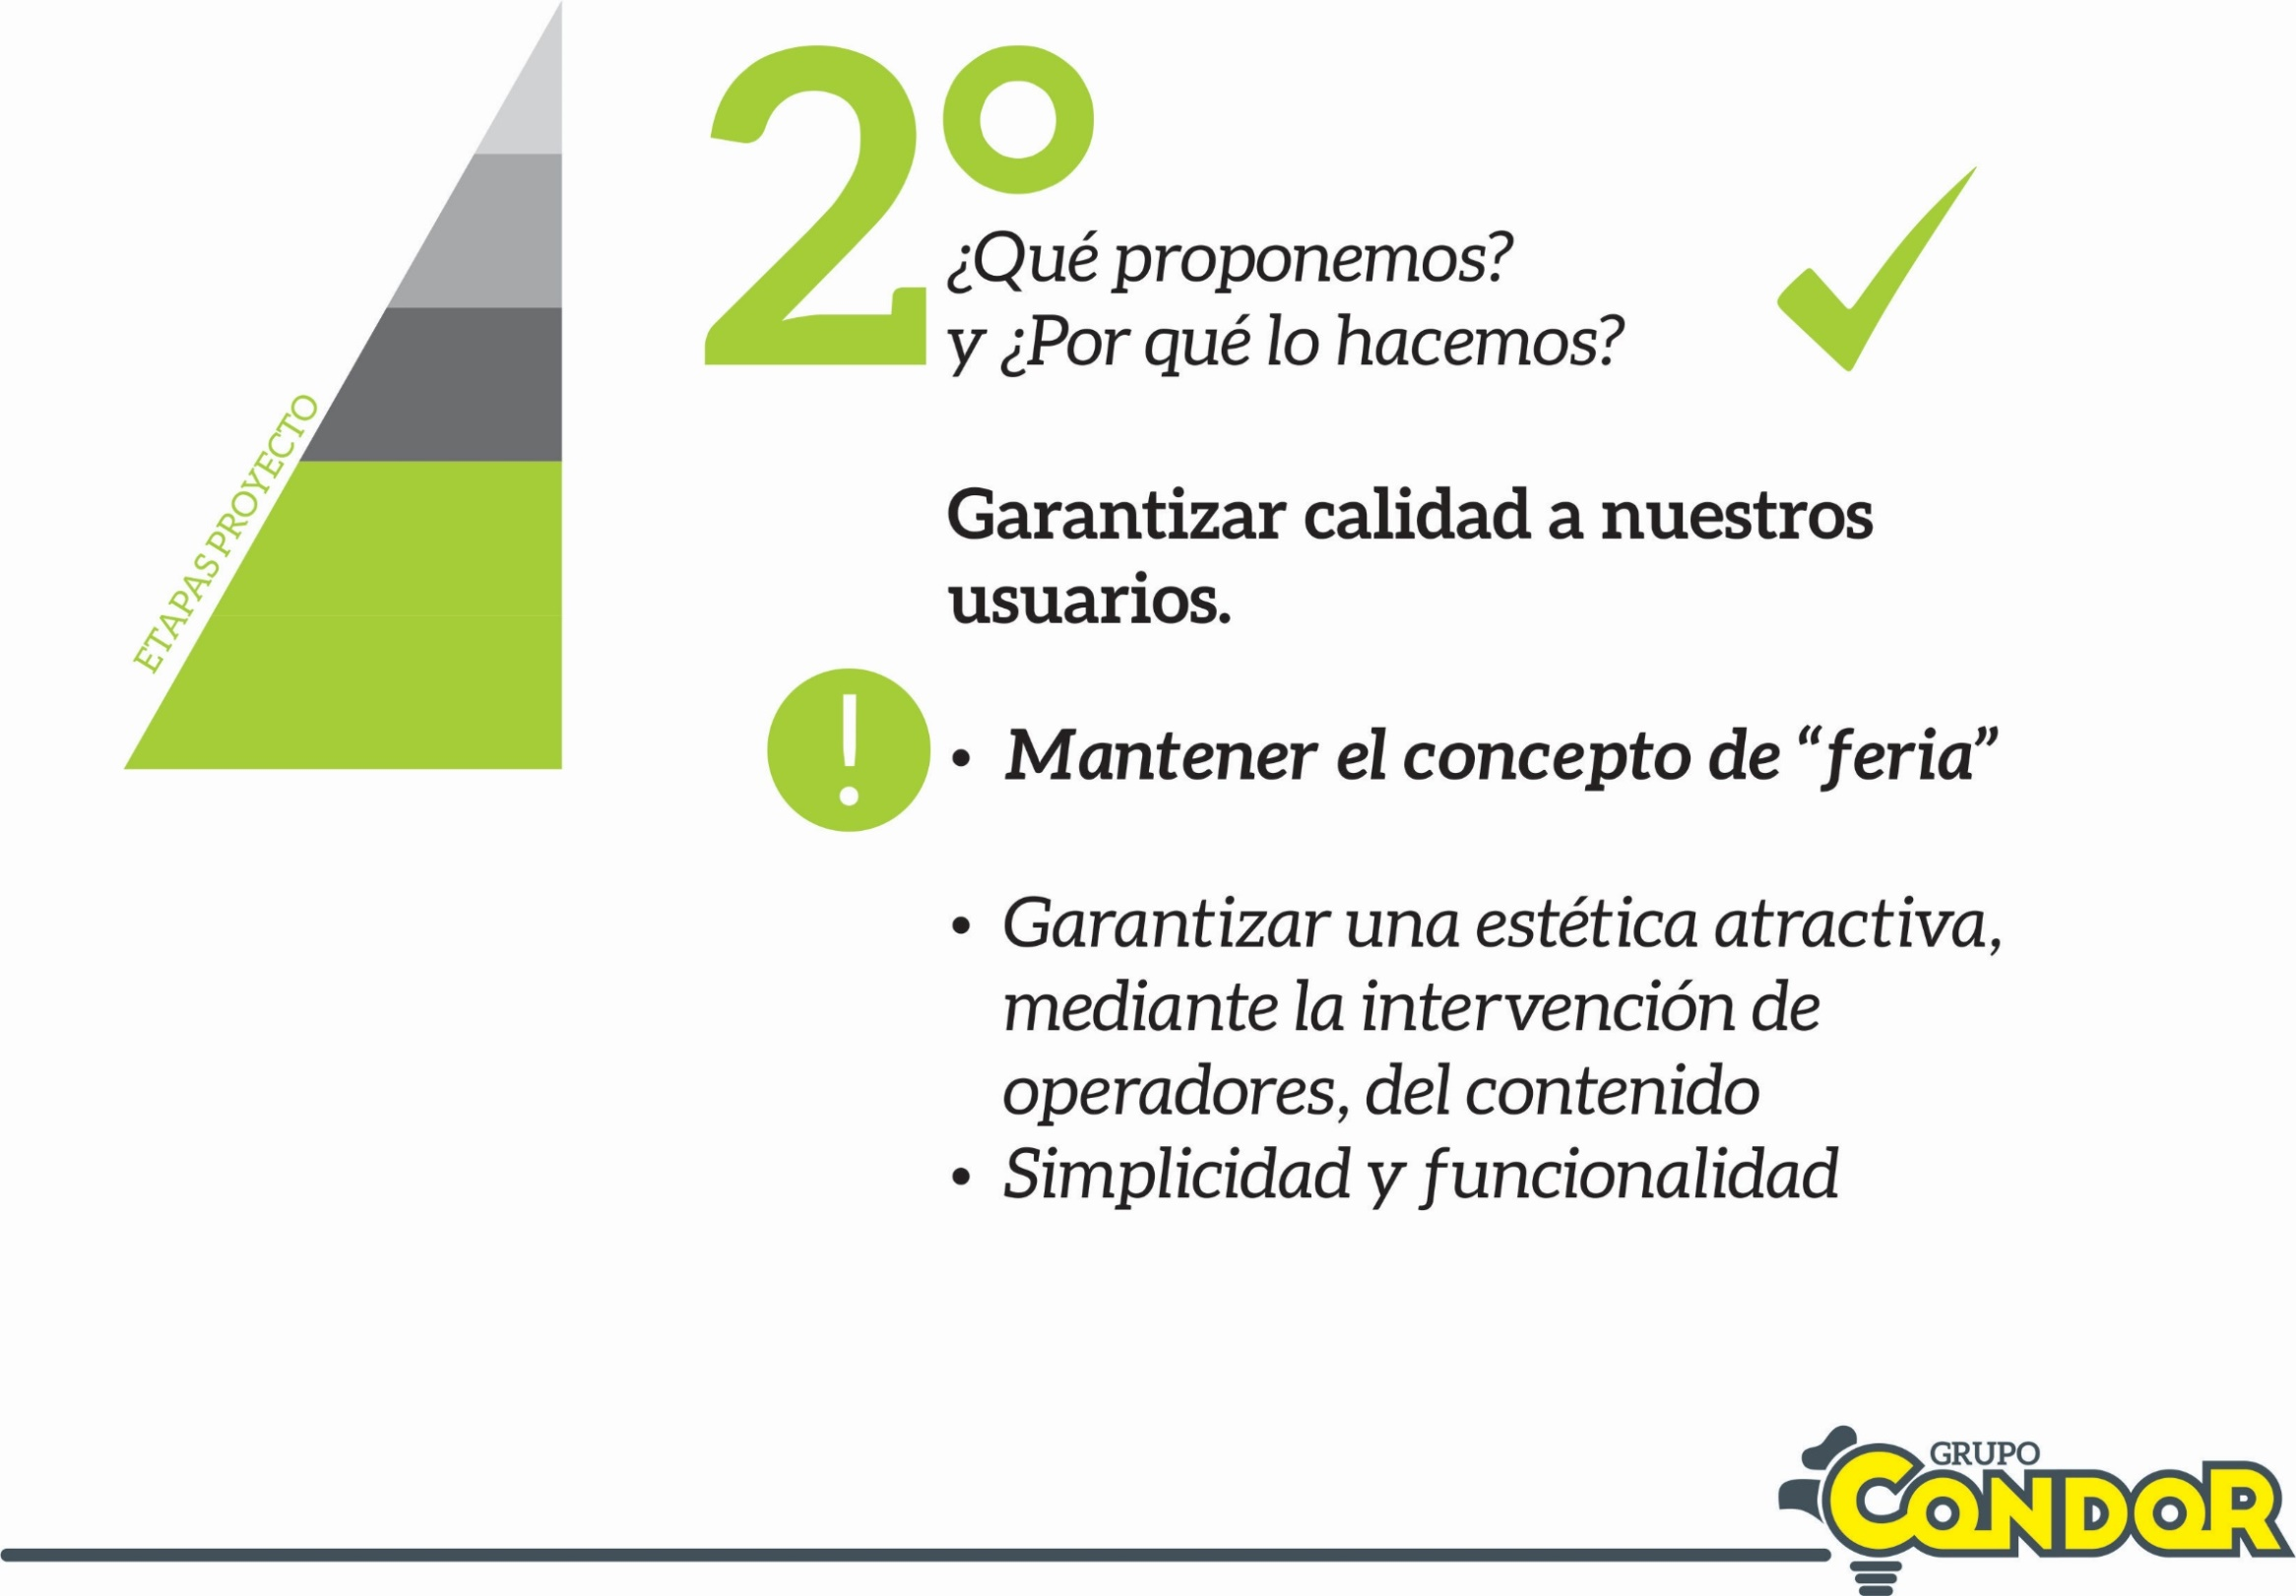 2°
¿Qué proponemos?
y ¿Por qué lo hacemos?
ETAPAS PROYECTO
Garantizar calidad a nuestros
usuarios.
!
• Mantener el concepto de “feria”
• Garantizar una estética atractiva,
mediante la intervención de
operadores, del contenido
• Simplicidad y funcionalidad
GRUPO
CONDOR